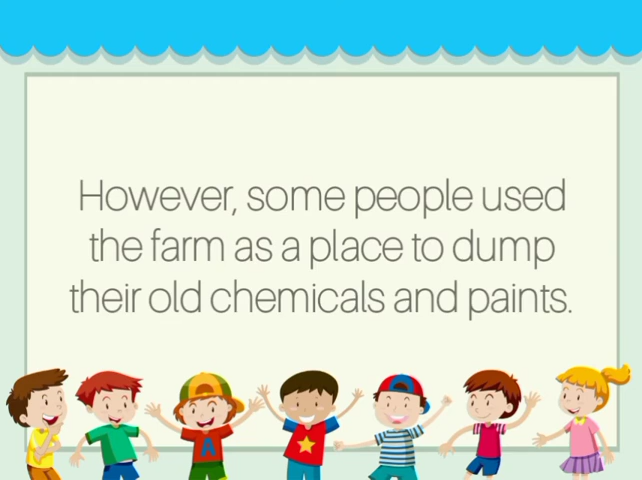 However, some people used
the farm as a place to dump
their old chemicals and paints.
A